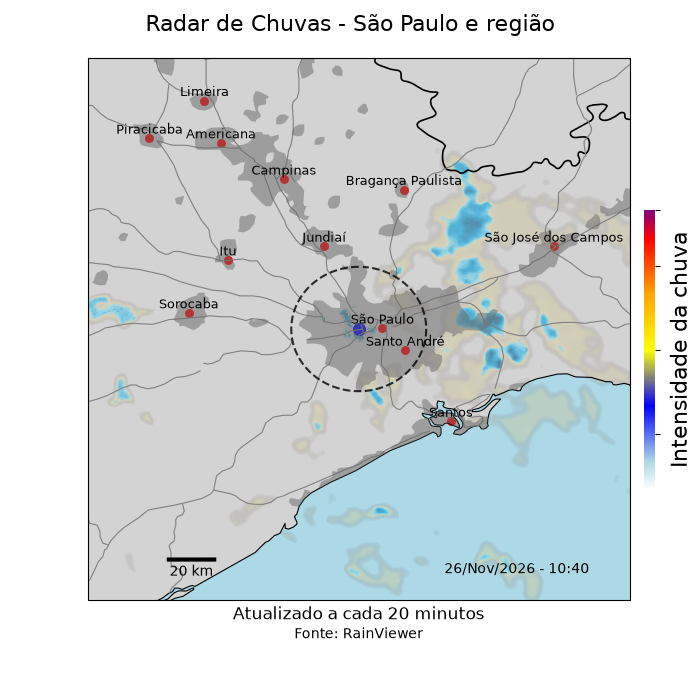 Radar de Chuvas - São Paulo e região
Limeira
Piracicaba
Americana
Campinas
Bragança Paulista
Jundiaí
São José dos Campos
Itu
Sorocaba
São Paulo
Santo André
Santos
Intensidade da chuva
20 km
26/Nov/2026 - 10:40
Atualizado a cada 20 minutos
Fonte: RainViewer